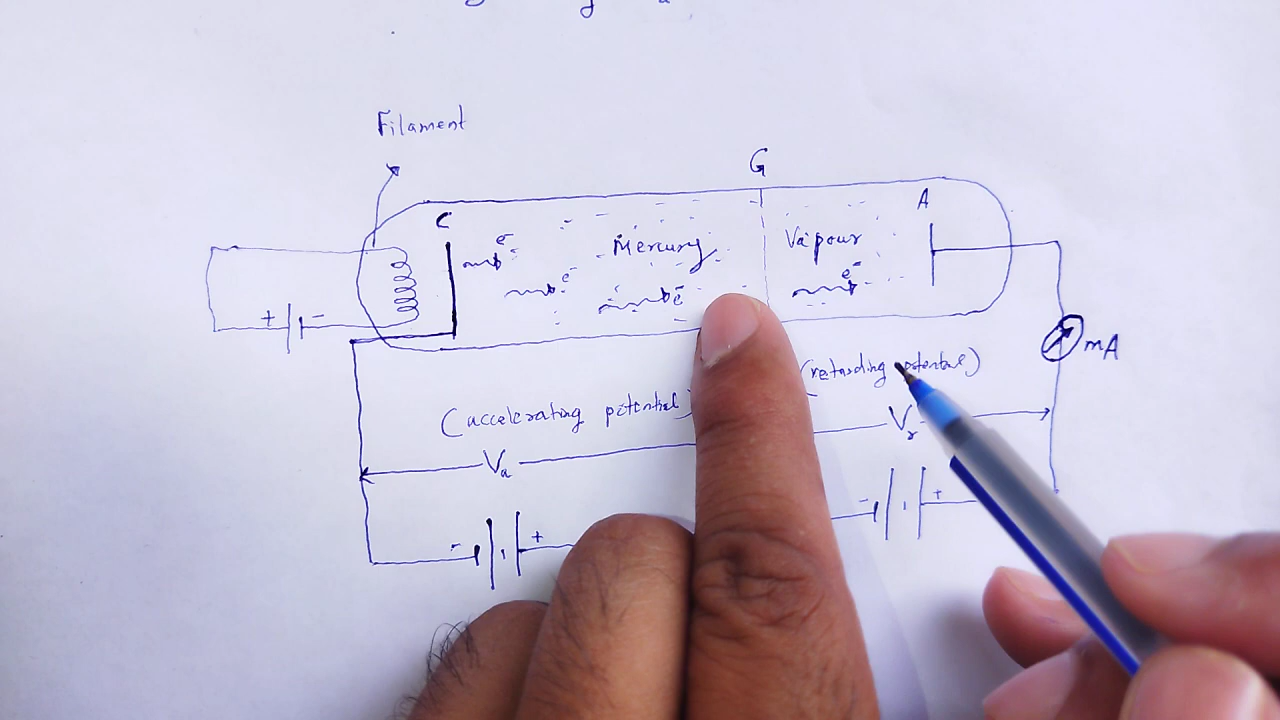 Filament
G
C
A
e-
Mercury
Vapour
e-
e-
e-
+ -
mA
(retarding potential)
(accelerating potential)
Vr
Va
- +
- +